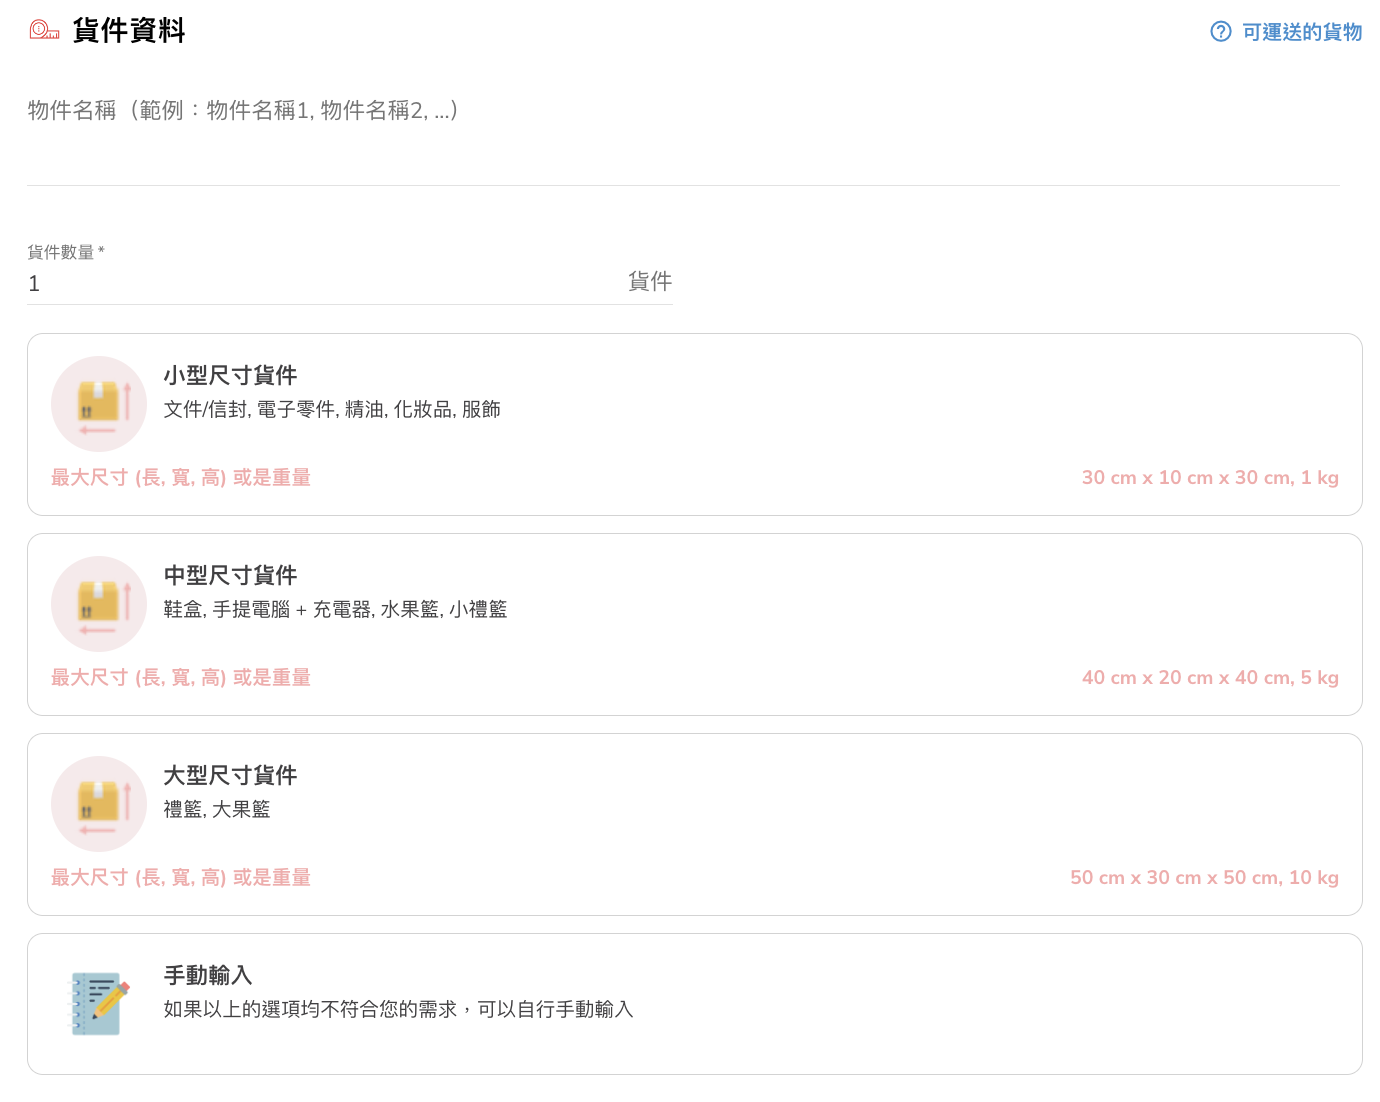 貨件資料
可運送的貨物
物件名稱（範例：物件名稱1, 物件名稱2, ...）
貨件數量 *
1 貨件
小型尺寸貨件
文件/信封, 電子零件, 精油, 化妝品, 服飾
最大尺寸 (長, 寬, 高) 或是重量 30 cm x 10 cm x 30 cm, 1 kg
中型尺寸貨件
鞋盒, 手提電腦 + 充電器, 水果籃, 小禮籃
最大尺寸 (長, 寬, 高) 或是重量 40 cm x 20 cm x 40 cm, 5 kg
大型尺寸貨件
禮籃, 大果籃
最大尺寸 (長, 寬, 高) 或是重量 50 cm x 30 cm x 50 cm, 10 kg
手動輸入
如果以上的選項均不符合您的需求，可以自行手動輸入